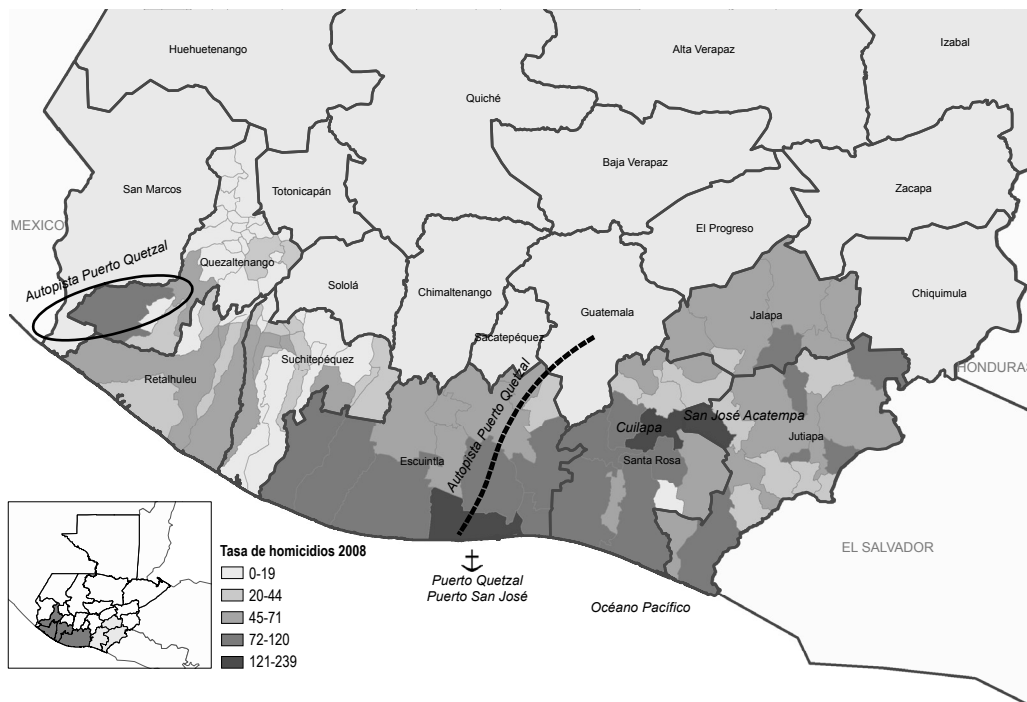 Huehuetenango
Alta Verapaz
Izabal
Quiché
Baja Verapaz
San Marcos
Totonicapán
Zacapa
MEXICO
El Progreso
Autopista Puerto Quetzal
Quezaltenango
Sololá
Chimaltenango
Guatemala
Chiquimula
Jalapa
Sacatepéquez
Suchitepéquez
HONDURAS
Retalhuleu
Autopista Puerto Quetzal
San José Acatempa
Cuilapa
Jutiapa
Escuintla
Santa Rosa
EL SALVADOR
Tasa de homicidios 2008
0-19
20-44
45-71
72-120
121-239
Puerto Quetzal
Puerto San José
Océano Pacífico